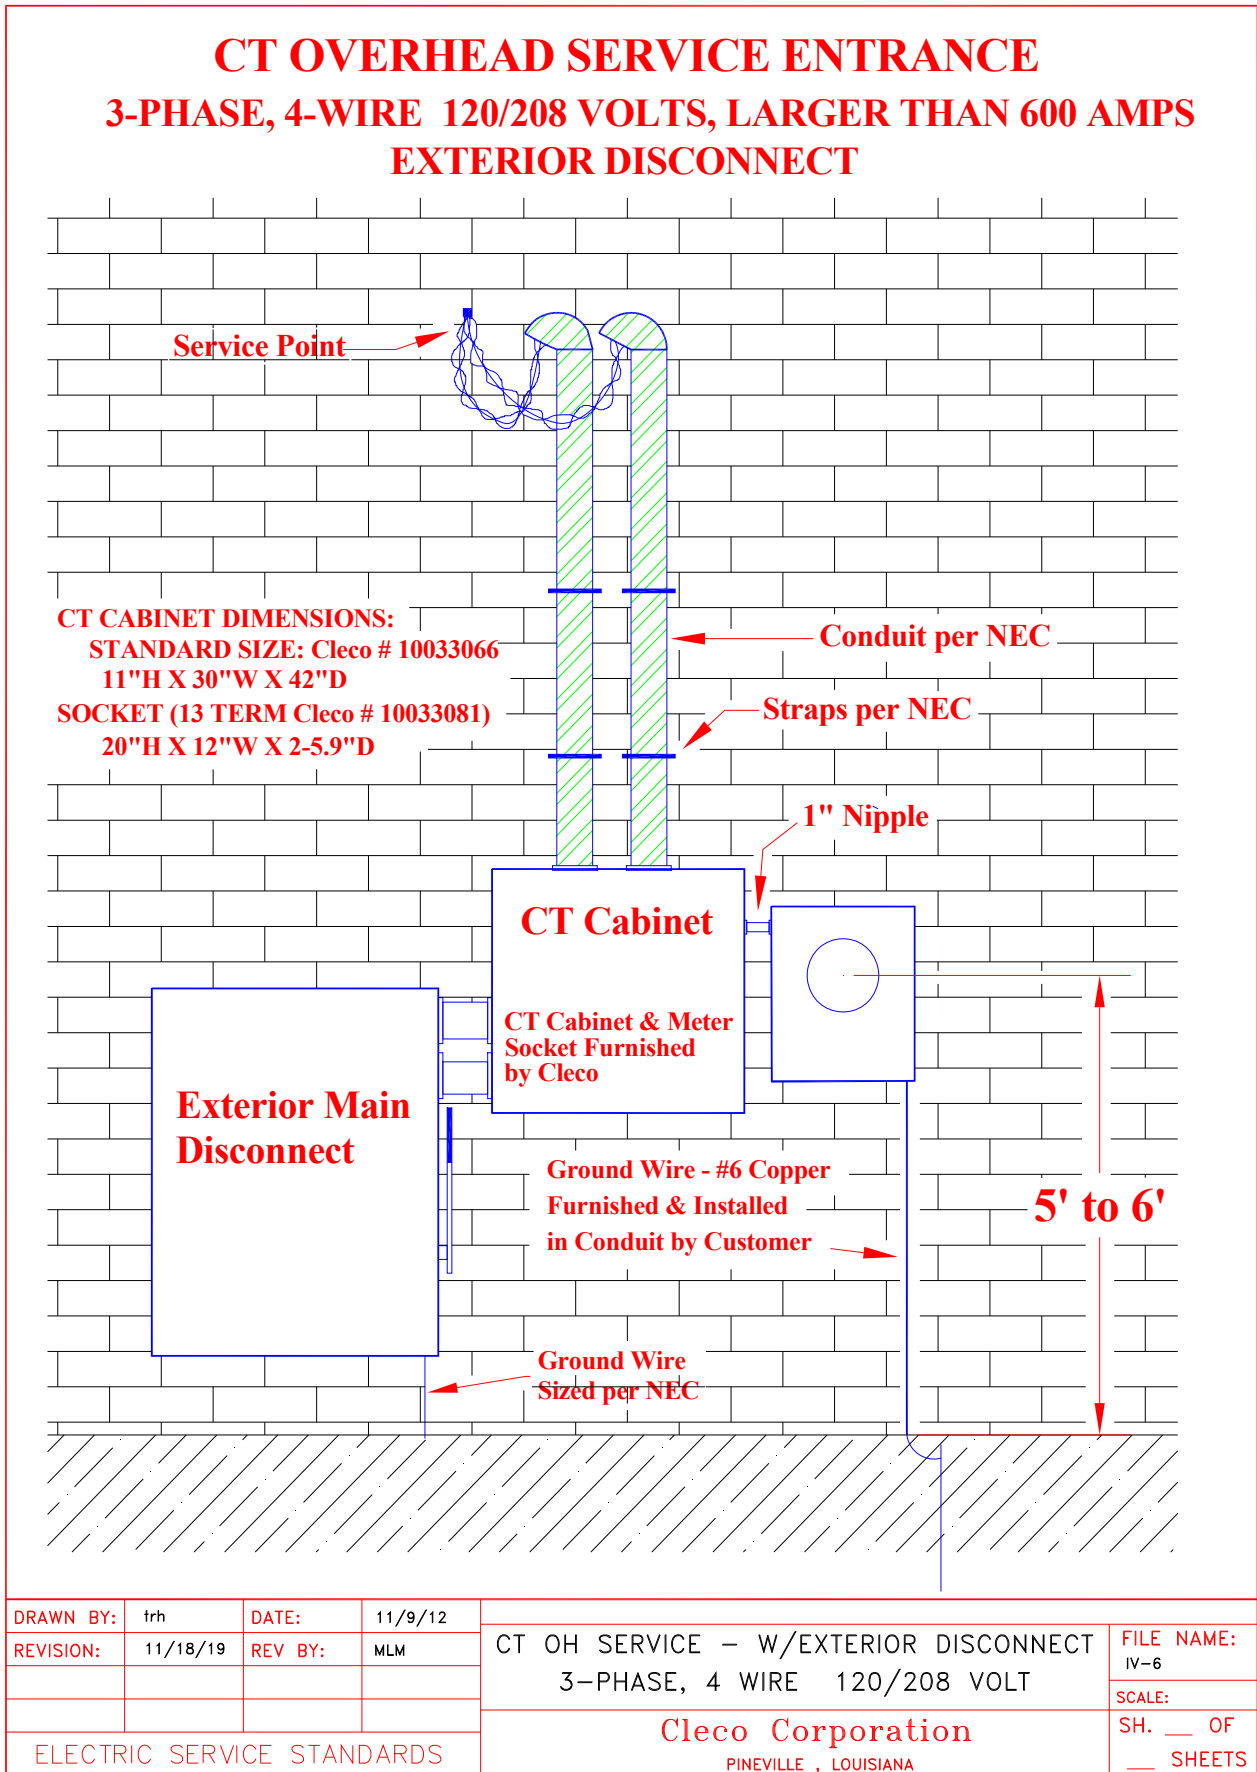 CT OVERHEAD SERVICE ENTRANCE
3-PHASE, 4-WIRE 120/208 VOLTS, LARGER THAN 600 AMPS
EXTERIOR DISCONNECT
Service Point
CT CABINET DIMENSIONS:
STANDARD SIZE: Cleco # 10033066
11"H X 30"W X 42"D
SOCKET (13 TERM Cleco # 10033081)
20"H X 12"W X 2-5.9"D
Conduit per NEC
Straps per NEC
1" Nipple
CT Cabinet
CT Cabinet & Meter
Socket Furnished
by Cleco
Exterior Main
Disconnect
Ground Wire - #6 Copper
Furnished & Installed
in Conduit by Customer
5' to 6'
Ground Wire
Sized per NEC
DRAWN BY: trh DATE: 11/9/12
REVISION: 11/18/19 REV BY: MLM
ELECTRIC SERVICE STANDARDS
CT OH SERVICE – W/EXTERIOR DISCONNECT
3–PHASE, 4 WIRE 120/208 VOLT
Cleco Corporation
PINEVILLE , LOUISIANA
FILE NAME:
IV–6
SCALE:
SH. __ OF
__ SHEETS